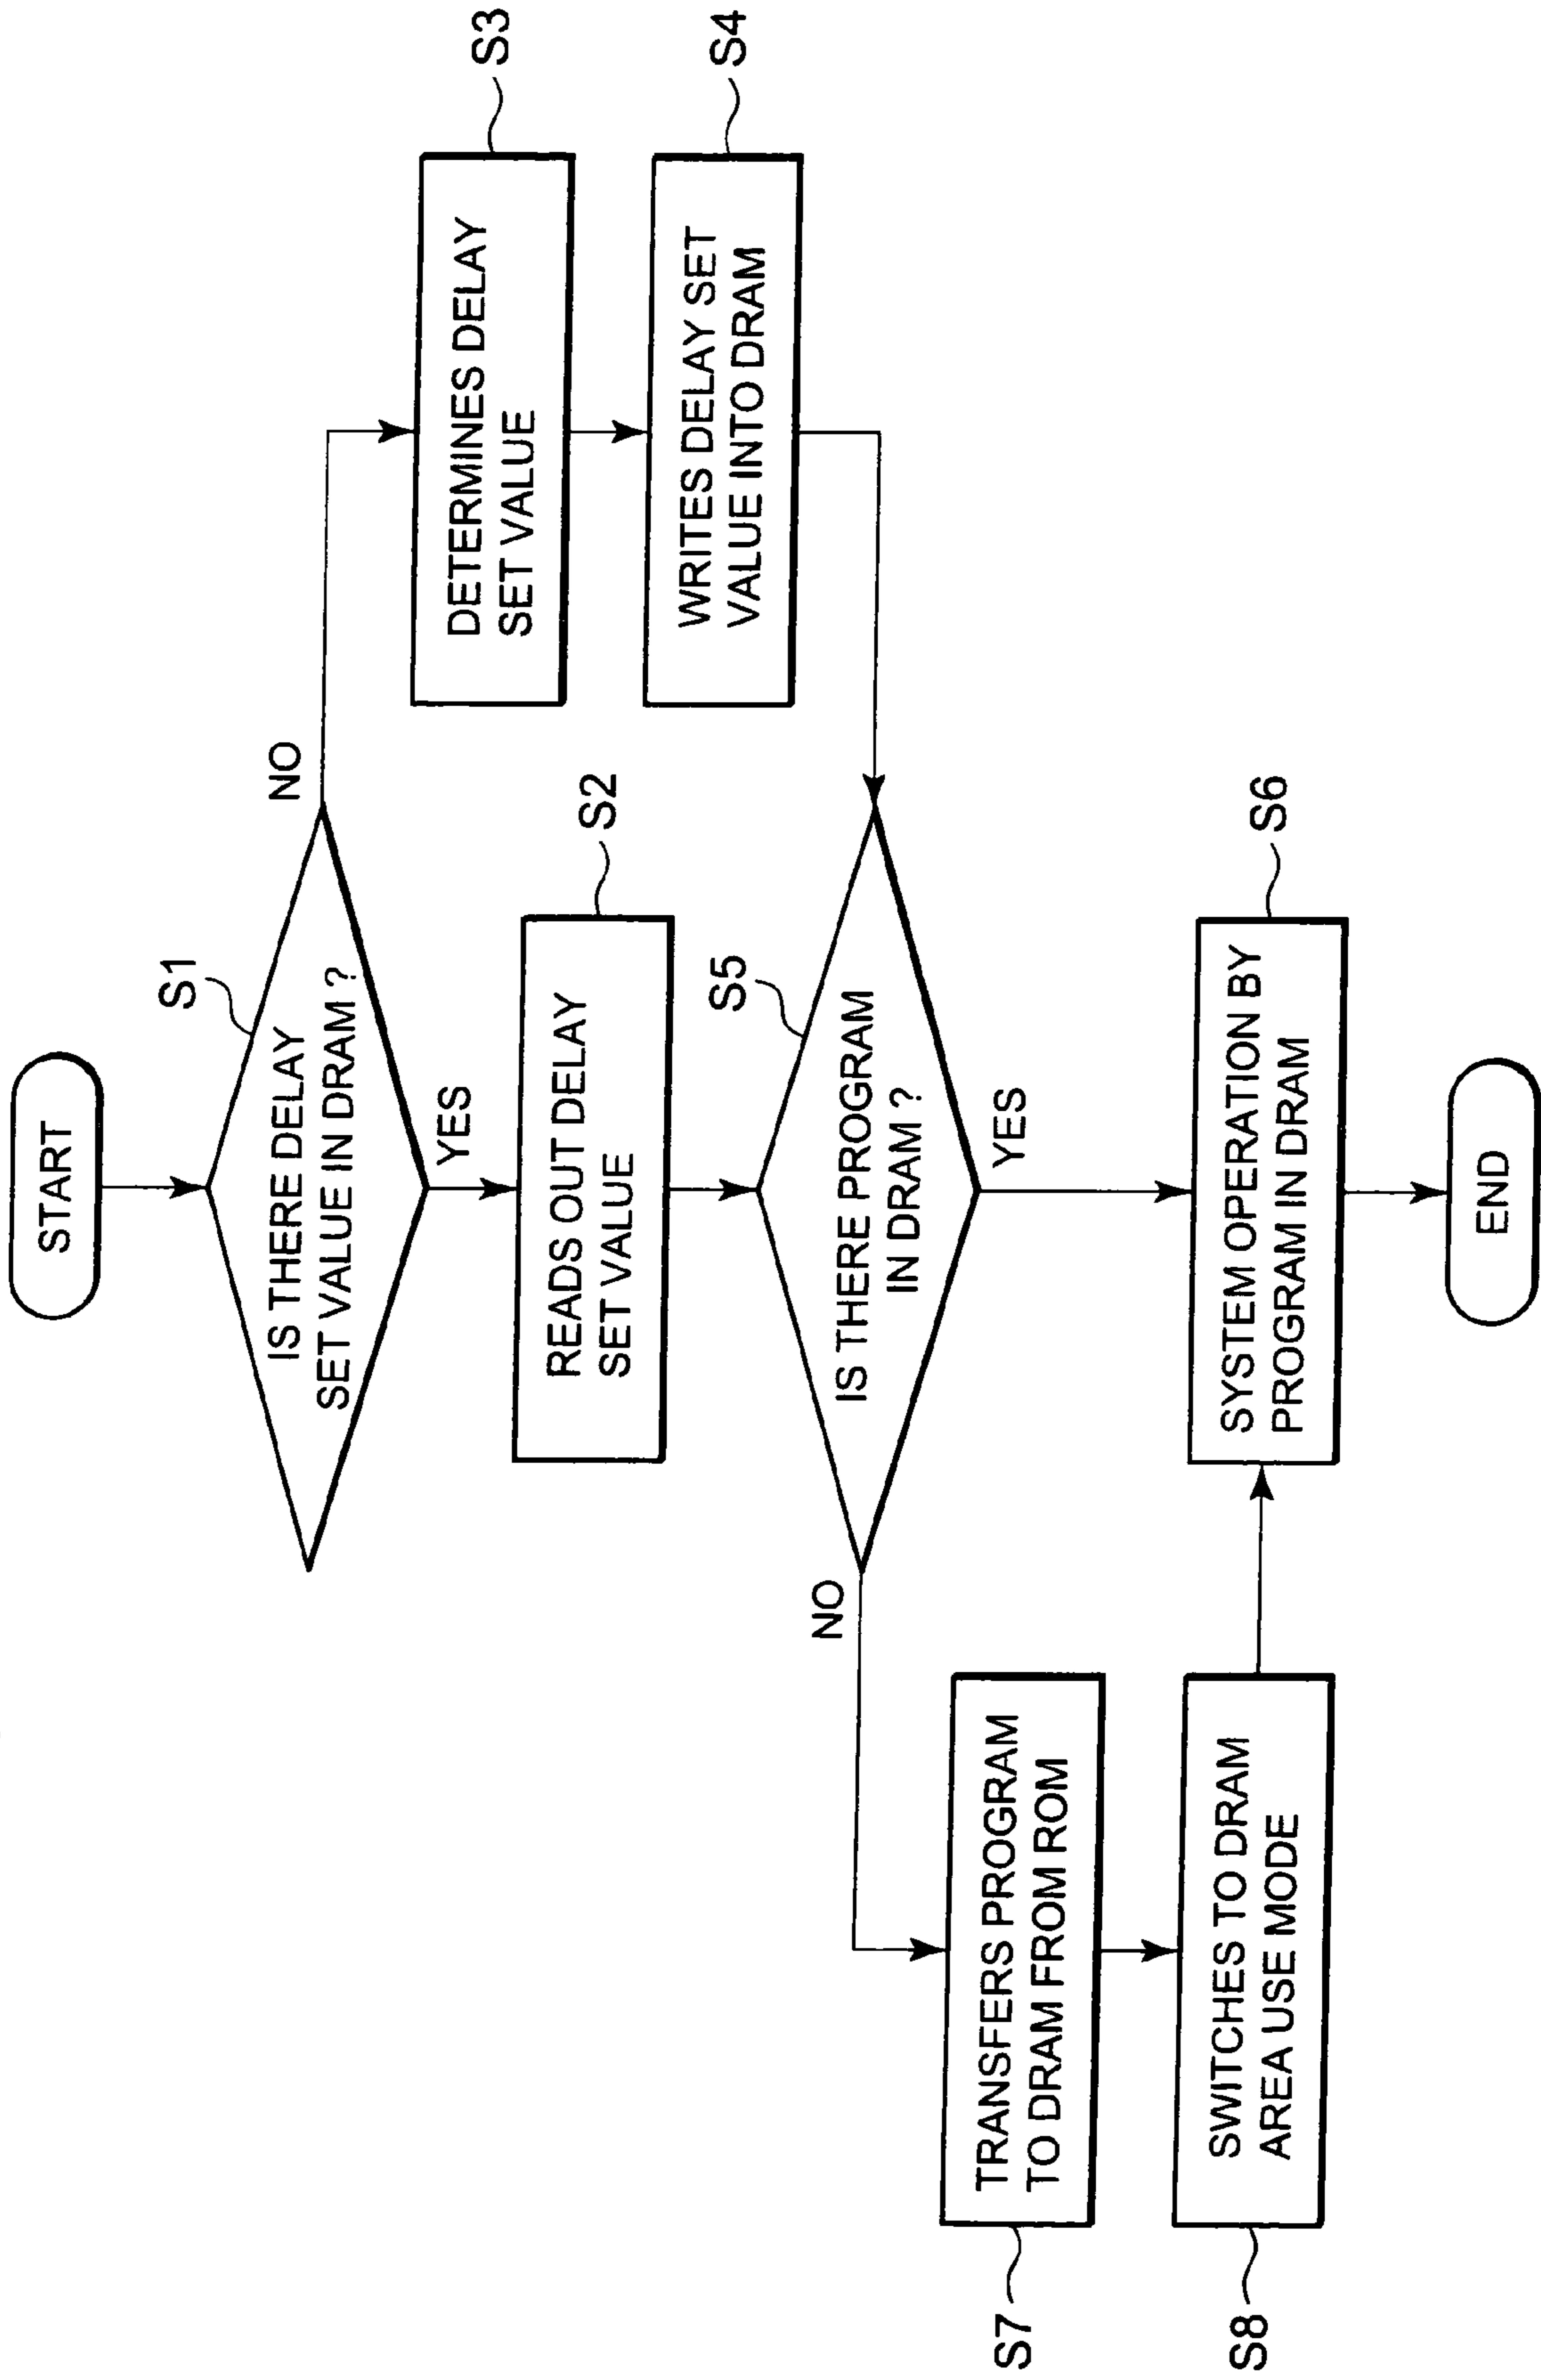 START
S1
IS THERE DELAY
SET VALUE IN DRAM ?
NO
YES
S2
READS OUT DELAY
SET VALUE
S3
DETERMINES DELAY
SET VALUE
S4
WRITES DELAY SET
VALUE INTO DRAM
S5
IS THERE PROGRAM
IN DRAM ?
NO
YES
S7
TRANSFERS PROGRAM
TO DRAM FROM ROM
S8
SWITCHES TO DRAM
AREA USE MODE
S6
SYSTEM OPERATION BY
PROGRAM IN DRAM
END